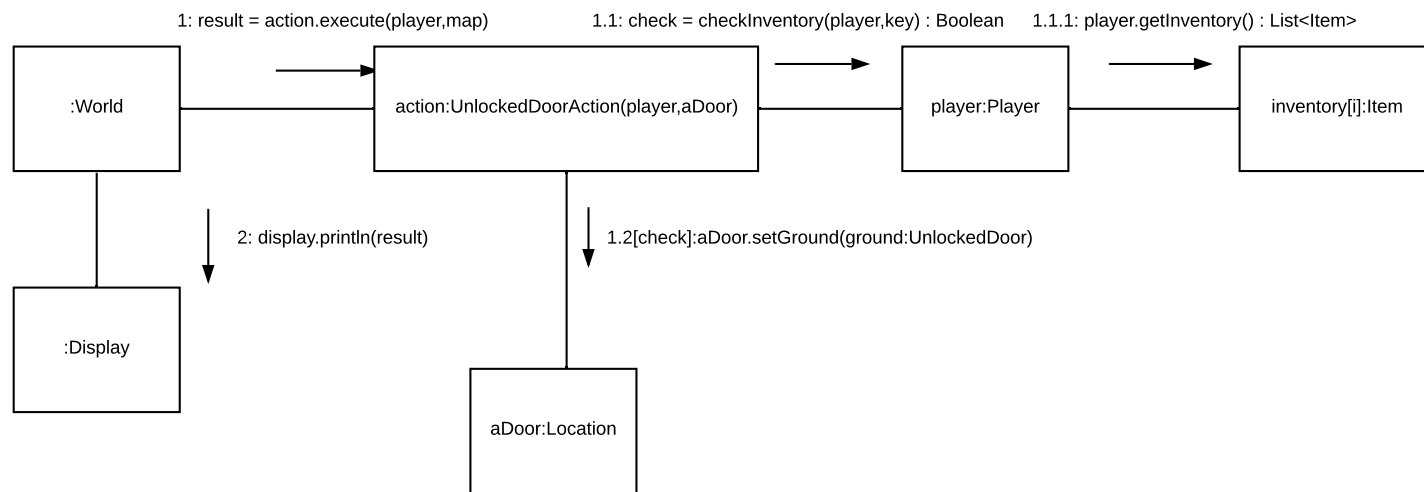 1: result = action.execute(player,map)
1.1: check = checkInventory(player,key) : Boolean
1.1.1: player.getInventory() : List<Item>
:World
action:UnlockedDoorAction(player,aDoor)
player:Player
inventory[i]:Item
2: display.println(result)
1.2[check]:aDoor.setGround(ground:UnlockedDoor)
:Display
aDoor:Location